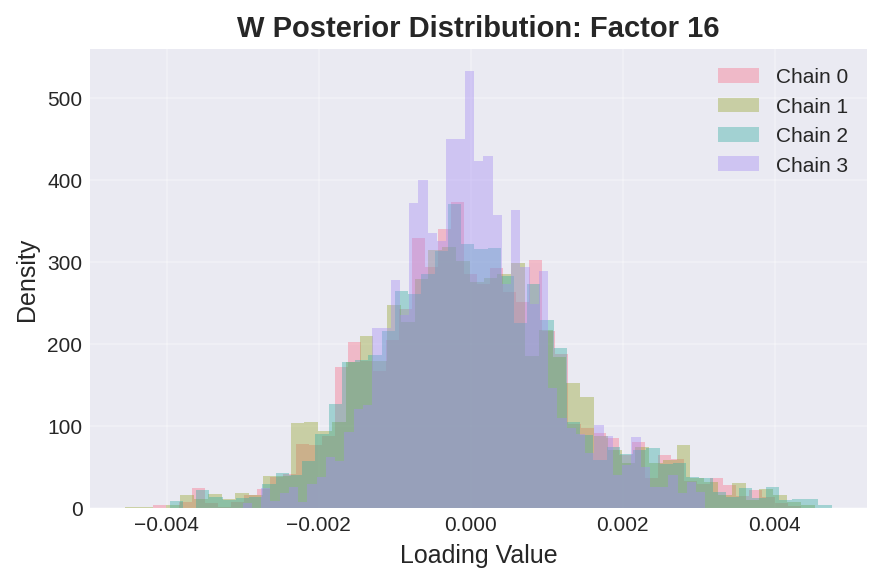 W Posterior Distribution: Factor 16
Chain 0
Chain 1
Chain 2
Chain 3
500
400
300
200
100
0
Density
−0.004 −0.002 0.000 0.002 0.004
Loading Value